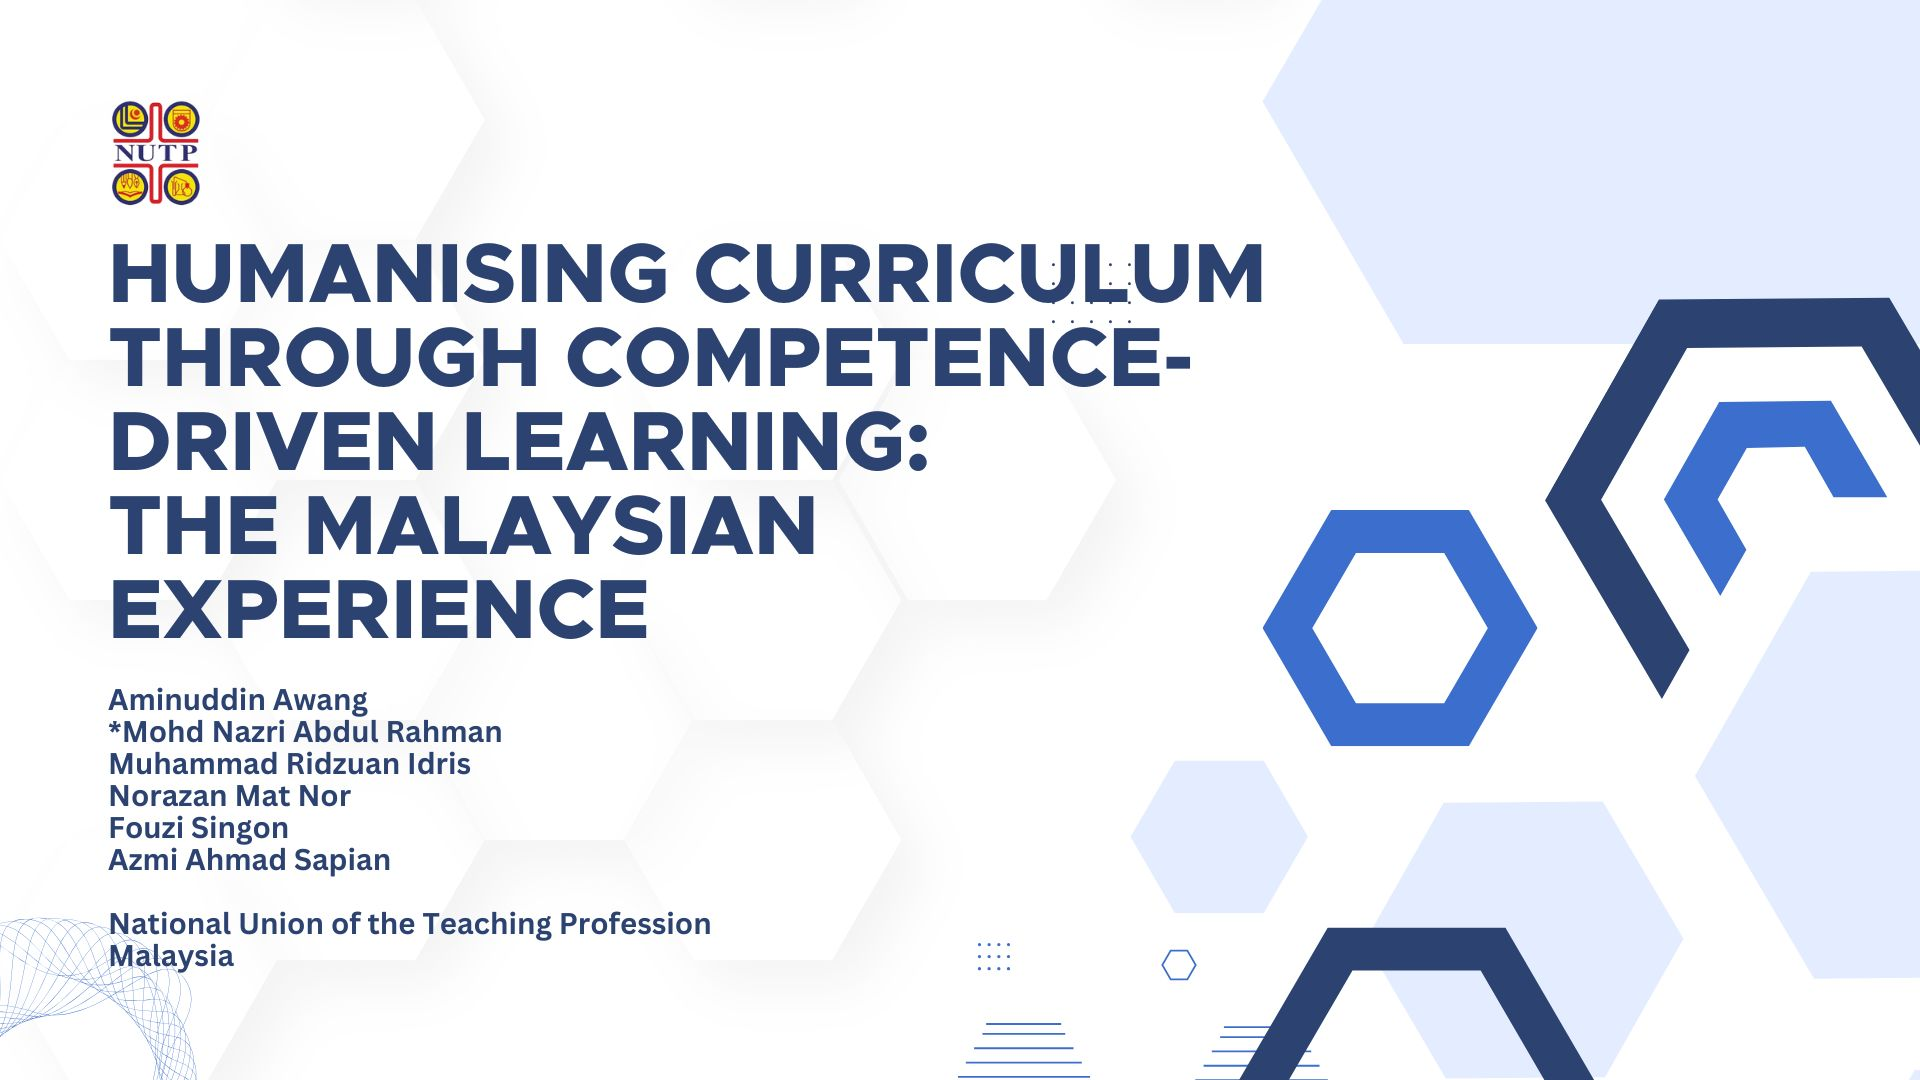 NUTP
HUMANISING CURRICULUM
THROUGH COMPETENCE-
DRIVEN LEARNING:
THE MALAYSIAN
EXPERIENCE
Aminuddin Awang
*Mohd Nazri Abdul Rahman
Muhammad Ridzuan Idris
Norazan Mat Nor
Fouzi Singon
Azmi Ahmad Sapian
National Union of the Teaching Profession
Malaysia